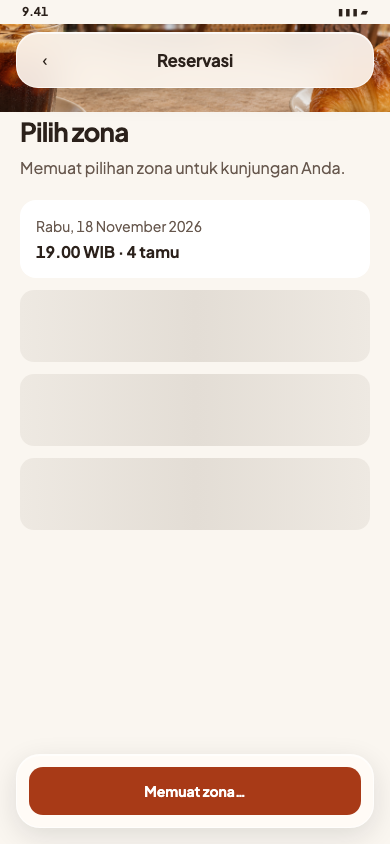 9.41
‹
Reservasi
Pilih zona
Memuat pilihan zona untuk kunjungan Anda.
Rabu, 18 November 2026
19.00 WIB · 4 tamu
Memuat zona…